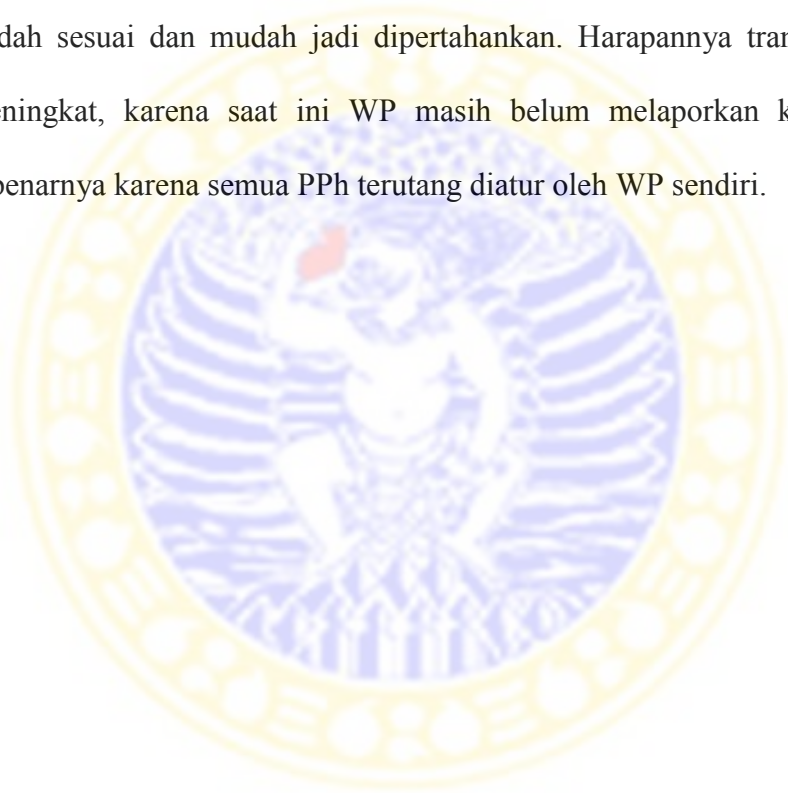 dah sesuai dan mudah jadi dipertahankan. Harapannya tran
eningkat, karena saat ini WP masih belum melaporkan k
benarnya karena semua PPh terutang diatur oleh WP sendiri.